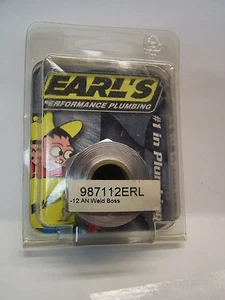 EARL'S
PERFORMANCE PLUMBING
#1 in Plumbing
987112ERL
-12 AN Weld Boss